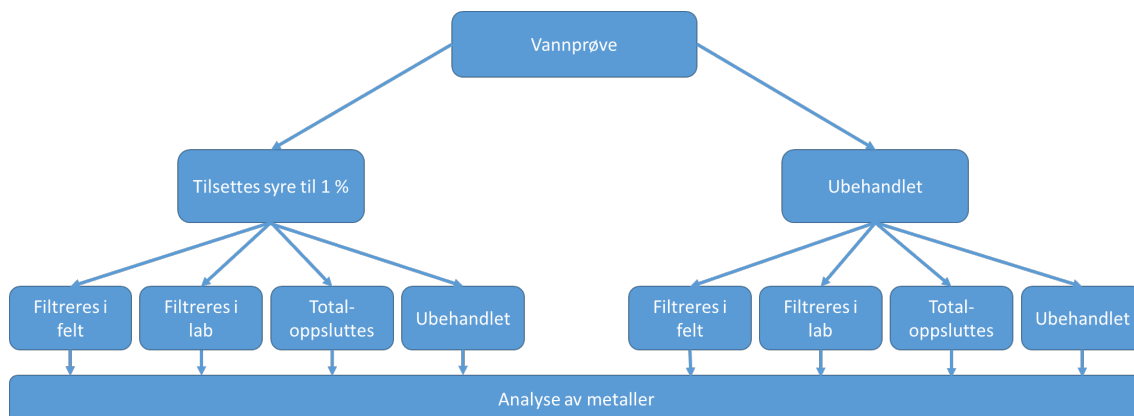 Vannprøve
Tilsettes syre til 1 %
Ubehandlet
Filtreres i
felt
Filtreres i
lab
Total-
oppsluttes
Ubehandlet
Filtreres i
felt
Filtreres i
lab
Total-
oppsluttes
Ubehandlet
Analyse av metaller